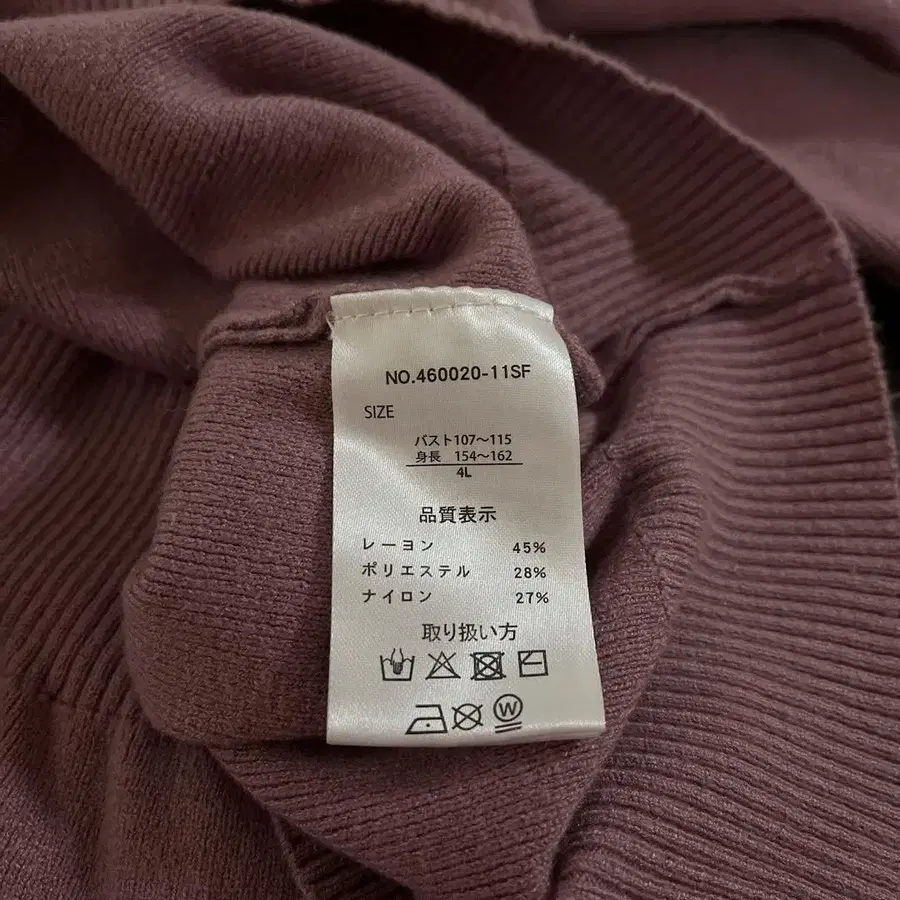 NO.460020-11SF
SIZE
バスト107～115
身長 154～162
4L
品質表示
レーヨン 45%
ポリエステル 28%
ナイロン 27%
取り扱い方
W